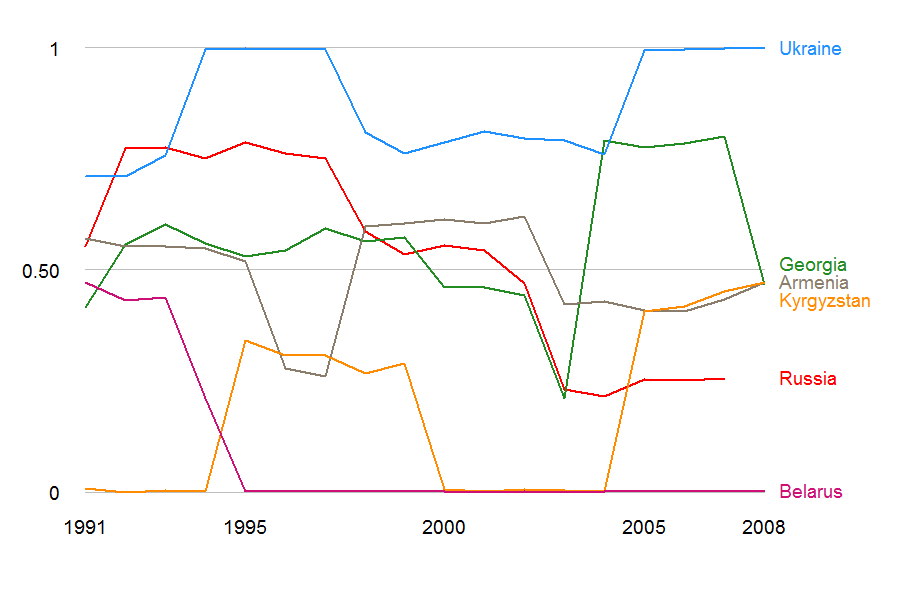 1
Ukraine
0.50
Georgia
Armenia
Kyrgyzstan
Russia
0
Belarus
1991 1995 2000 2005 2008